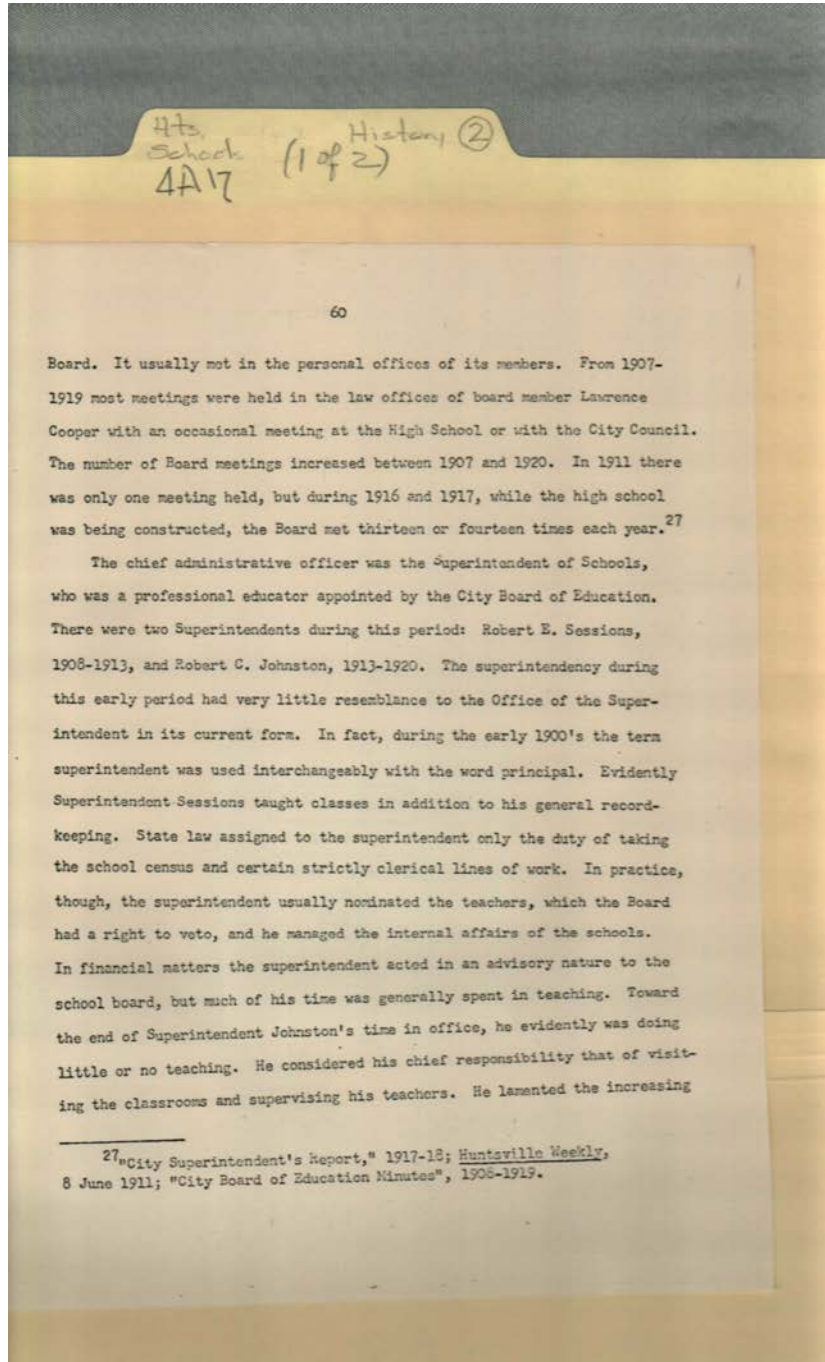 Hts. History ②
School (1 of 2)
4A17
60
Board. It usually met in the personal offices of its members. From 1907-
1919 most meetings were held in the law offices of board member Lawrence
Cooper with an occasional meeting at the High School or with the City Council.
The number of Board meetings increased between 1907 and 1920. In 1911 there
was only one meeting held, but during 1916 and 1917, while the high school
was being constructed, the Board met thirteen or fourteen times each year.27
The chief administrative officer was the Superintendent of Schools,
who was a professional educator appointed by the City Board of Education.
There were two Superintendents during this period: Robert E. Sessions,
1908-1913, and Robert C. Johnston, 1913-1920. The superintendency during
this early period had very little resemblance to the Office of the Super-
intendent in its current form. In fact, during the early 1900's the term
superintendent was used interchangeably with the word principal. Evidently
Superintendent Sessions taught classes in addition to his general record-
keeping. State law assigned to the superintendent only the duty of taking
the school census and certain strictly clerical lines of work. In practice,
though, the superintendent usually nominated the teachers, which the Board
had a right to veto, and he managed the internal affairs of the schools.
In financial matters the superintendent acted in an advisory nature to the
school board, but much of his time was generally spent in teaching. Toward
the end of Superintendent Johnston's time in office, he evidently was doing
little or no teaching. He considered his chief responsibility that of visit-
ing the classrooms and supervising his teachers. He lamented the increasing
27"City Superintendent's Report," 1917-18; Huntsville Weekly,
8 June 1911; "City Board of Education Minutes", 1908-1919.